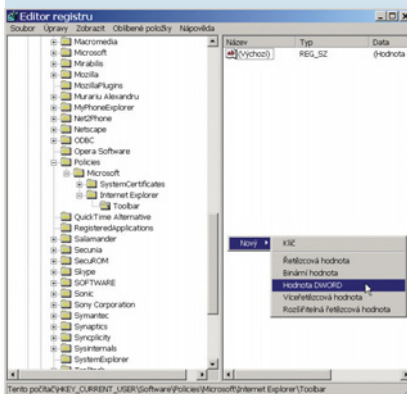 Editor registru
Soubor Úpravy Zobrazit Oblíbené položky Nápověda
Macromedia
Microsoft
Mirabilis
Mozilla
MozillaPlugins
Murariu Alexandru
MyPhoneExplorer
Net2Phone
Netscape
ODBC
Opera Software
Policies
Microsoft
SystemCertificates
Internet Explorer
Toolbar
QuickTime Alternative
RegisteredApplications
Salamander
Secunia
SecuROM
Skype
SOFTWARE
Sonic
Sony Corporation
Symantec
Synaptics
Syncplicity
Sysinternals
SystemExplorer
Název Typ Data
(Výchozí) REG_SZ (Hodnota
Nový
Klíč
Řetězcová hodnota
Binární hodnota
Hodnota DWORD
Víceřetězcová hodnota
Rozšiřitelná řetězcová hodnota
Tento počítač\HKEY_CURRENT_USER\Software\Policies\Microsoft\Internet Explorer\Toolbar